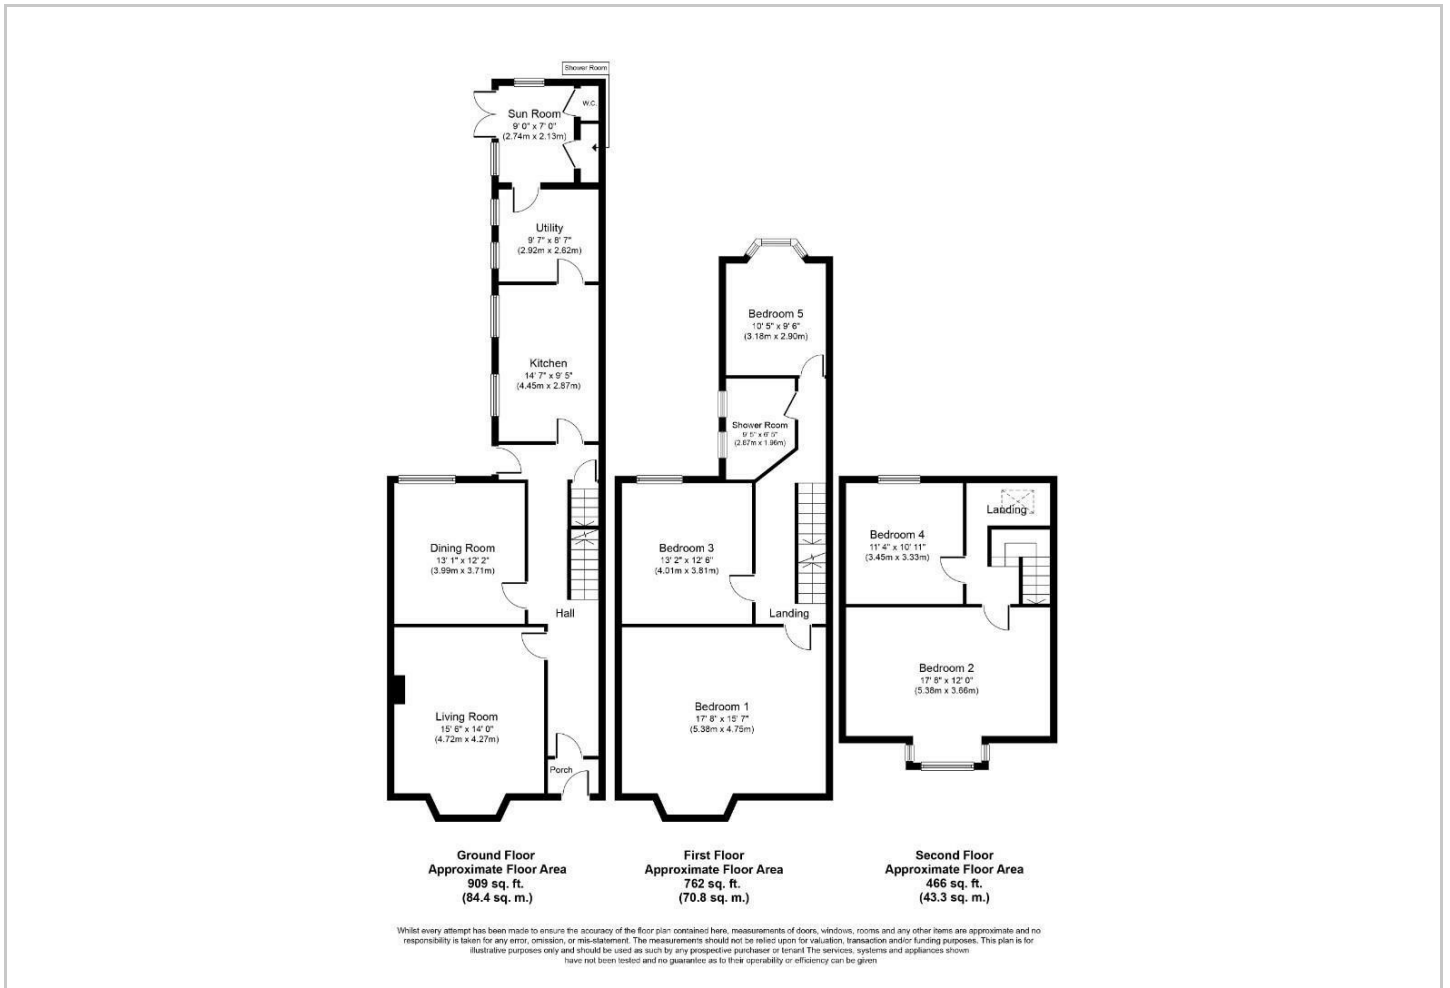 Shower Room
W.C.
Sun Room
9' 0" x 7' 0"
(2.74m x 2.13m)
Utility
9' 7" x 8' 7"
(2.92m x 2.62m)
Kitchen
14' 7" x 9' 5"
(4.45m x 2.87m)
Dining Room
13' 1" x 12' 2"
(3.99m x 3.71m)
Hall
Living Room
15' 6" x 14' 0"
(4.72m x 4.27m)
Porch
Ground Floor
Approximate Floor Area
909 sq. ft.
(84.4 sq. m.)
Bedroom 5
10' 5" x 9' 6"
(3.18m x 2.90m)
Shower Room
9' 5" x 6' 5"
(2.87m x 1.96m)
Bedroom 3
13' 2" x 12' 6"
(4.01m x 3.81m)
Landing
Bedroom 1
17' 8" x 15' 7"
(5.38m x 4.75m)
First Floor
Approximate Floor Area
762 sq. ft.
(70.8 sq. m.)
Landing
Bedroom 4
11' 4" x 10' 11"
(3.45m x 3.33m)
Bedroom 2
17' 8" x 12' 0"
(5.38m x 3.66m)
Second Floor
Approximate Floor Area
466 sq. ft.
(43.3 sq. m.)
Whilst every attempt has been made to ensure the accuracy of the floor plan contained here, measurements of doors, windows, rooms and any other items are approximate and no
responsibility is taken for any error, omission, or mis-statement. The measurements should not be relied upon for valuation, transaction and/or funding purposes. This plan is for
illustrative purposes only and should be used as such by any prospective purchaser or tenant The services, systems and appliances shown
have not been tested and no guarantee as to their operability or efficiency can be given